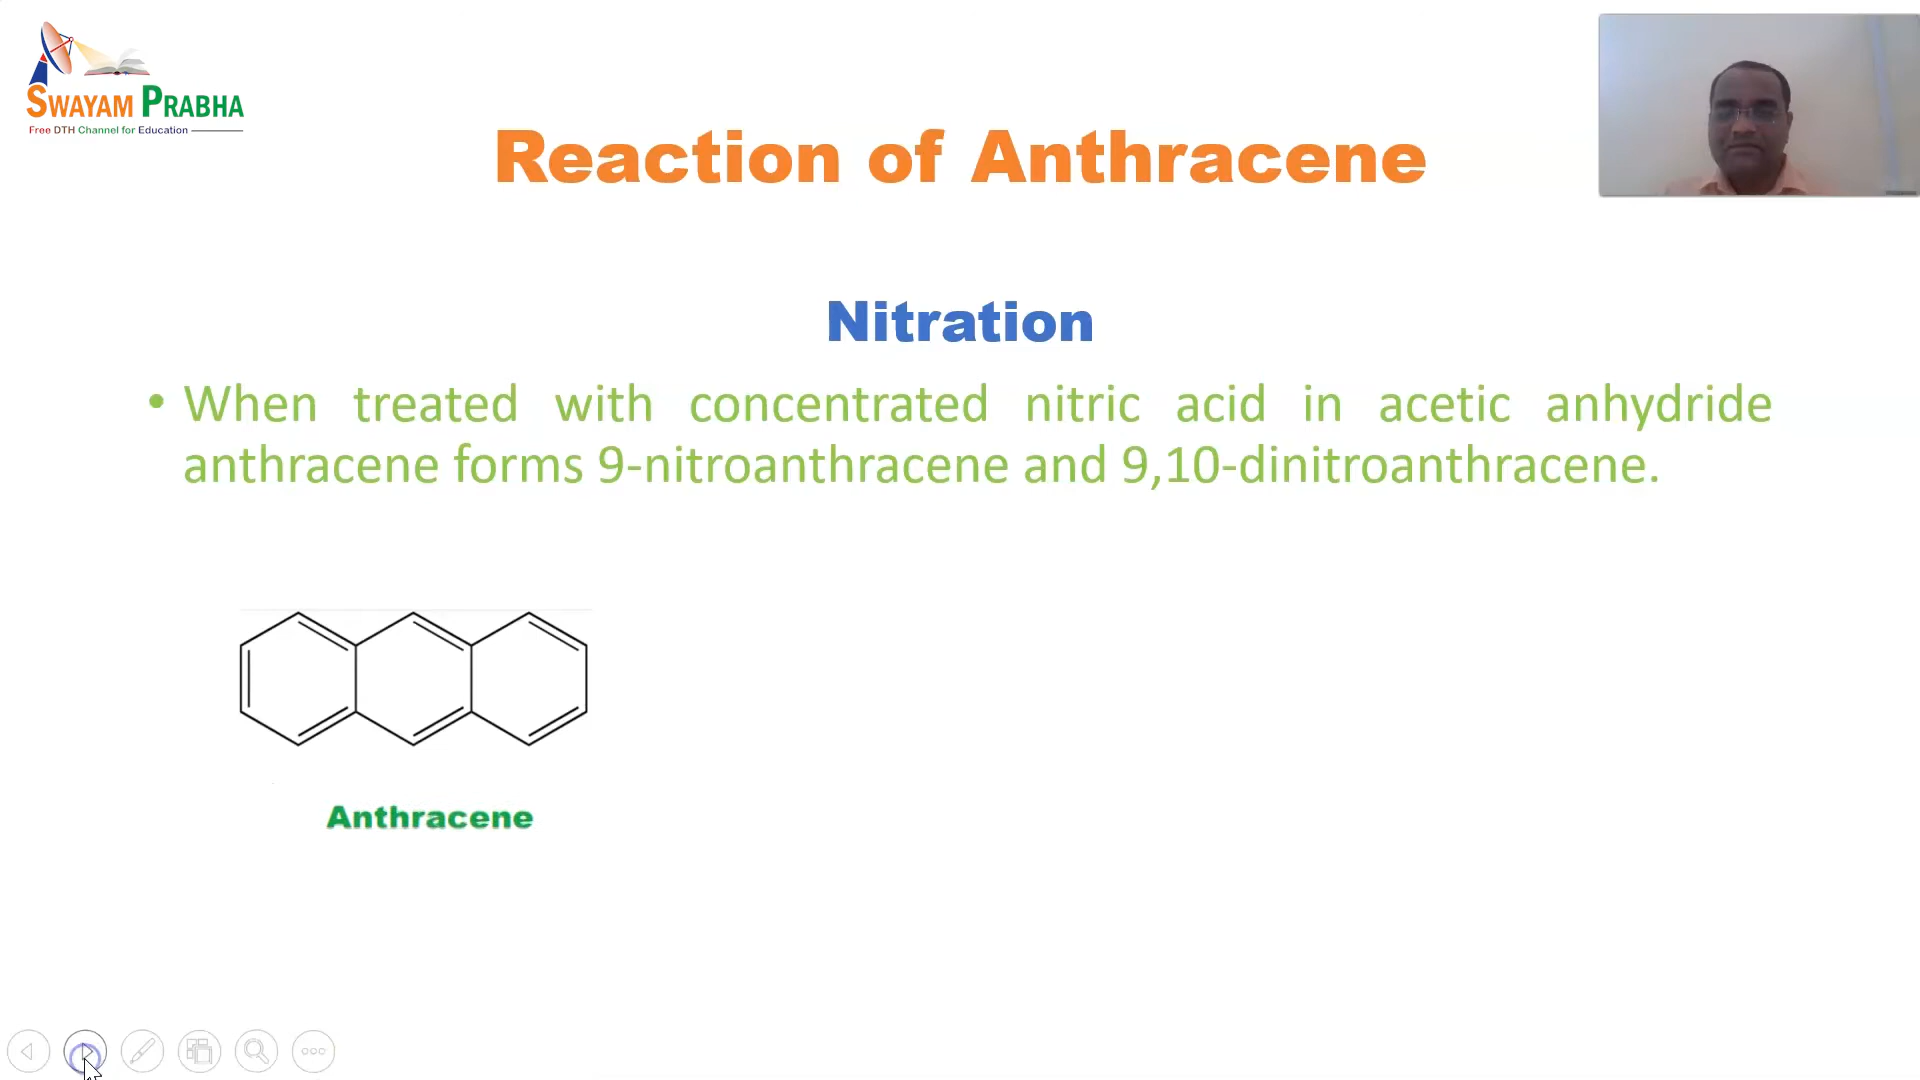 SWAYAM PRABHA
Free DTH Channel for Education
Reaction of Anthracene
Nitration
• When treated with concentrated nitric acid in acetic anhydride
anthracene forms 9-nitroanthracene and 9,10-dinitroanthracene.
Anthracene